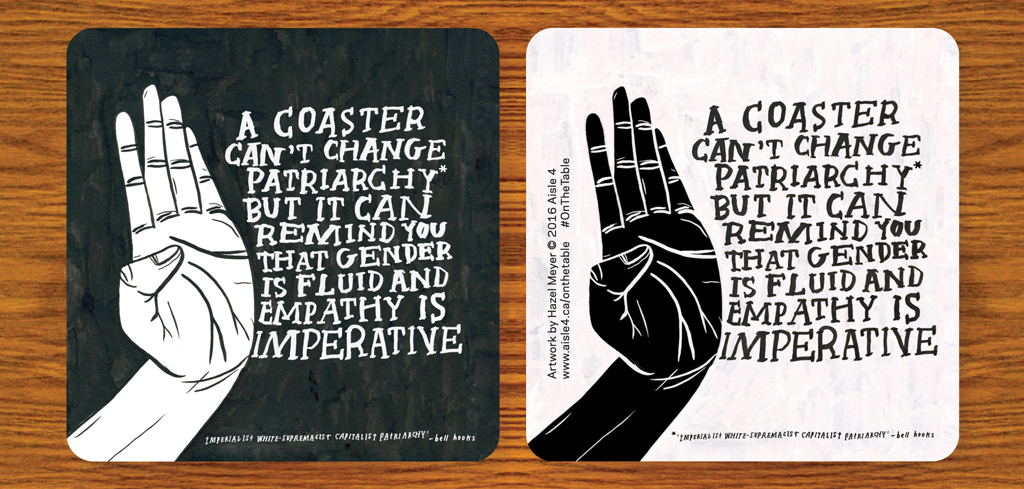 A COASTER
CAN'T CHANGE
PATRIARCHY*
BUT IT CAN
REMIND YOU
THAT GENDER
IS FLUID AND
EMPATHY IS
IMPERATIVE
'IMPERIALIST WHITE-SUPREMACIST CAPITALIST PATRIARCHY' -bell hooks
Artwork by Hazel Meyer © 2016 Aisle 4
www.aisle4.ca/onthetable #OnTheTable
A COASTER
CAN'T CHANGE
PATRIARCHY*
BUT IT CAN
REMIND YOU
THAT GENDER
IS FLUID AND
EMPATHY IS
IMPERATIVE
*'IMPERIALIST WHITE-SUPREMACIST CAPITALIST PATRIARCHY' -bell hooks